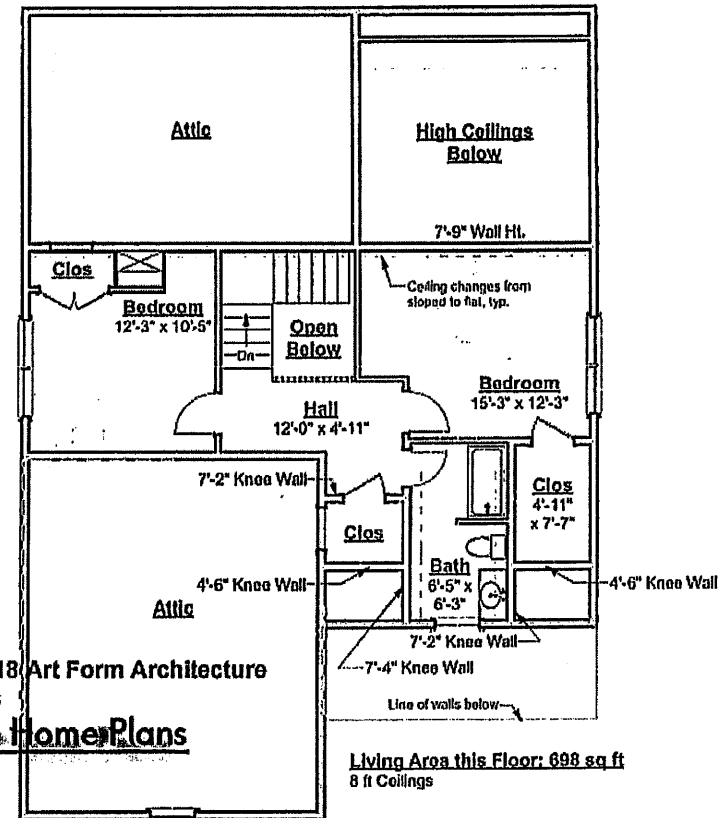 Attic
High Ceilings
Below
7'-9" Wall Ht.
Clos
Ceiling changes from
sloped to flat, typ.
Bedroom
12'-3" x 10'-5"
Open
Below
Dn
Bedroom
15'-3" x 12'-3"
Hall
12'-0" x 4'-11"
7'-2" Knee Wall
Clos
4'-11"
x 7'-7"
Clos
Bath
6'-5" x
6'-3"
4'-6" Knee Wall
4'-6" Knee Wall
Attic
7'-2" Knee Wall
7'-4" Knee Wall
18 Art Form Architecture
Line of walls below
Home Plans
Living Area this Floor: 698 sq ft
8 ft Ceilings